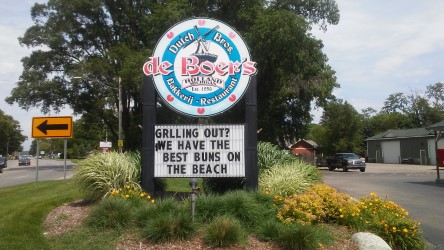 Dutch Bros.
de Boer's
HOLLAND
Bakkerij - Restaurant
GRLLING OUT?
WE HAVE THE
BEST BUNS ON
THE BEACH